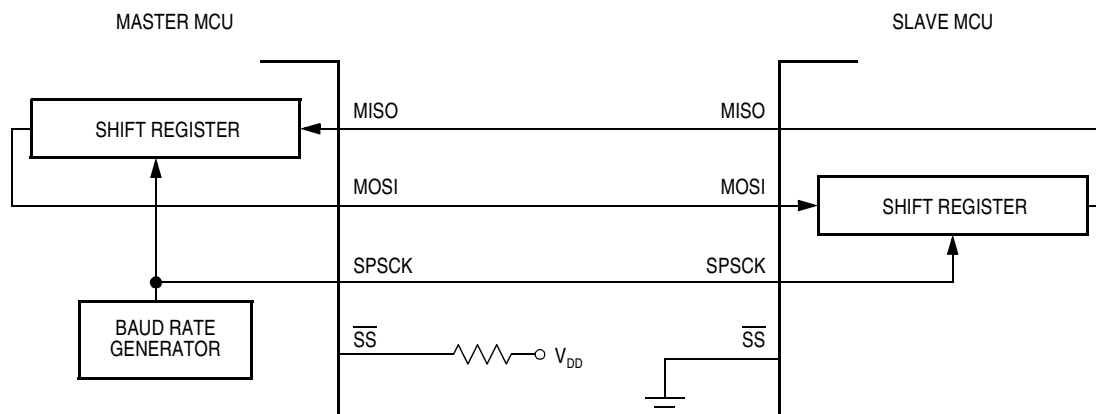 MASTER MCU
SLAVE MCU
SHIFT REGISTER
MISO
MISO
MOSI
MOSI
SHIFT REGISTER
SPSCK
SPSCK
BAUD RATE
GENERATOR
SS
VDD
SS